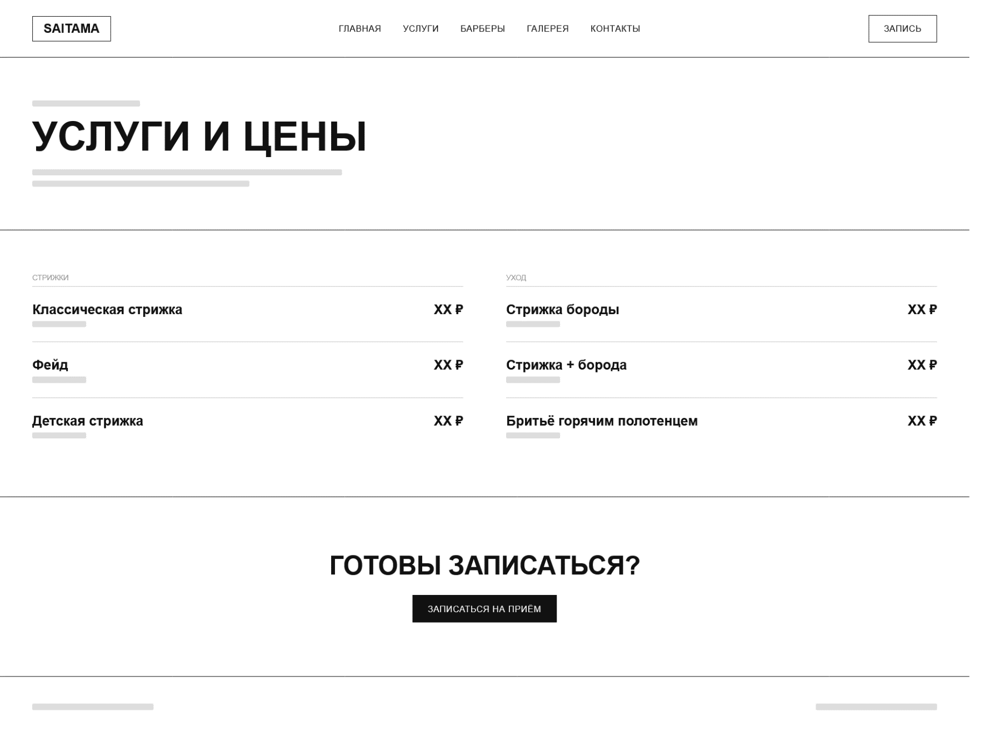 SAITAMA
ГЛАВНАЯ УСЛУГИ БАРБЕРЫ ГАЛЕРЕЯ КОНТАКТЫ
ЗАПИСЬ
УСЛУГИ И ЦЕНЫ
СТРИЖКИ
Классическая стрижка XX ₽
Фейд XX ₽
Детская стрижка XX ₽
УХОД
Стрижка бороды XX ₽
Стрижка + борода XX ₽
Бритьё горячим полотенцем XX ₽
ГОТОВЫ ЗАПИСАТЬСЯ?
ЗАПИСАТЬСЯ НА ПРИЁМ